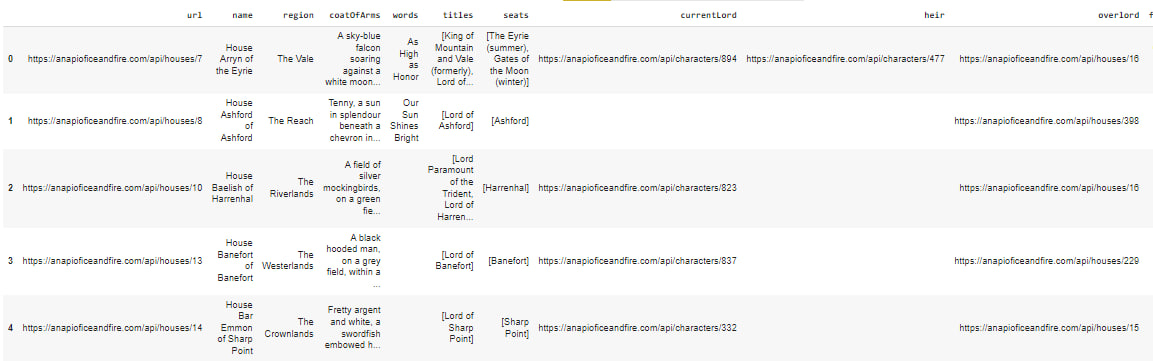 url name region coatOfArms words titles seats currentLord heir overlord f
0 https://anapioficeandfire.com/api/houses/7 House Arryn of the Eyrie The Vale A sky-blue falcon soaring against a white moon... As High as Honor [King of Mountain and Vale (formerly), Lord of... [The Eyrie (summer), Gates of the Moon (winter)] https://anapioficeandfire.com/api/characters/894 https://anapioficeandfire.com/api/characters/477 https://anapioficeandfire.com/api/houses/16
1 https://anapioficeandfire.com/api/houses/8 House Ashford of Ashford The Reach Tenny, a sun in splendour beneath a chevron in... Our Sun Shines Bright [Lord of Ashford] [Ashford] https://anapioficeandfire.com/api/houses/398
2 https://anapioficeandfire.com/api/houses/10 House Baelish of Harrenhal The Riverlands A field of silver mockingbirds, on a green fie... [Lord Paramount of the Trident, Lord of Harren... [Harrenhal] https://anapioficeandfire.com/api/characters/823 https://anapioficeandfire.com/api/houses/16
3 https://anapioficeandfire.com/api/houses/13 House Banefort of Banefort The Westerlands A black hooded man, on a grey field, within a ... [Lord of Banefort] [Banefort] https://anapioficeandfire.com/api/characters/837 https://anapioficeandfire.com/api/houses/229
4 https://anapioficeandfire.com/api/houses/14 House Bar Emmon of Sharp Point The Crownlands Fretty argent and white, a swordfish embowed h... [Lord of Sharp Point] [Sharp Point] https://anapioficeandfire.com/api/characters/332 https://anapioficeandfire.com/api/houses/15